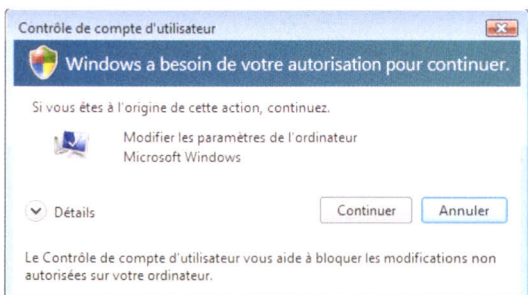 Contrôle de compte d'utilisateur
Windows a besoin de votre autorisation pour continuer.
Si vous êtes à l'origine de cette action, continuez.
Modifier les paramètres de l'ordinateur
Microsoft Windows
Détails
Continuer
Annuler
Le Contrôle de compte d'utilisateur vous aide à bloquer les modifications non
autorisées sur votre ordinateur.